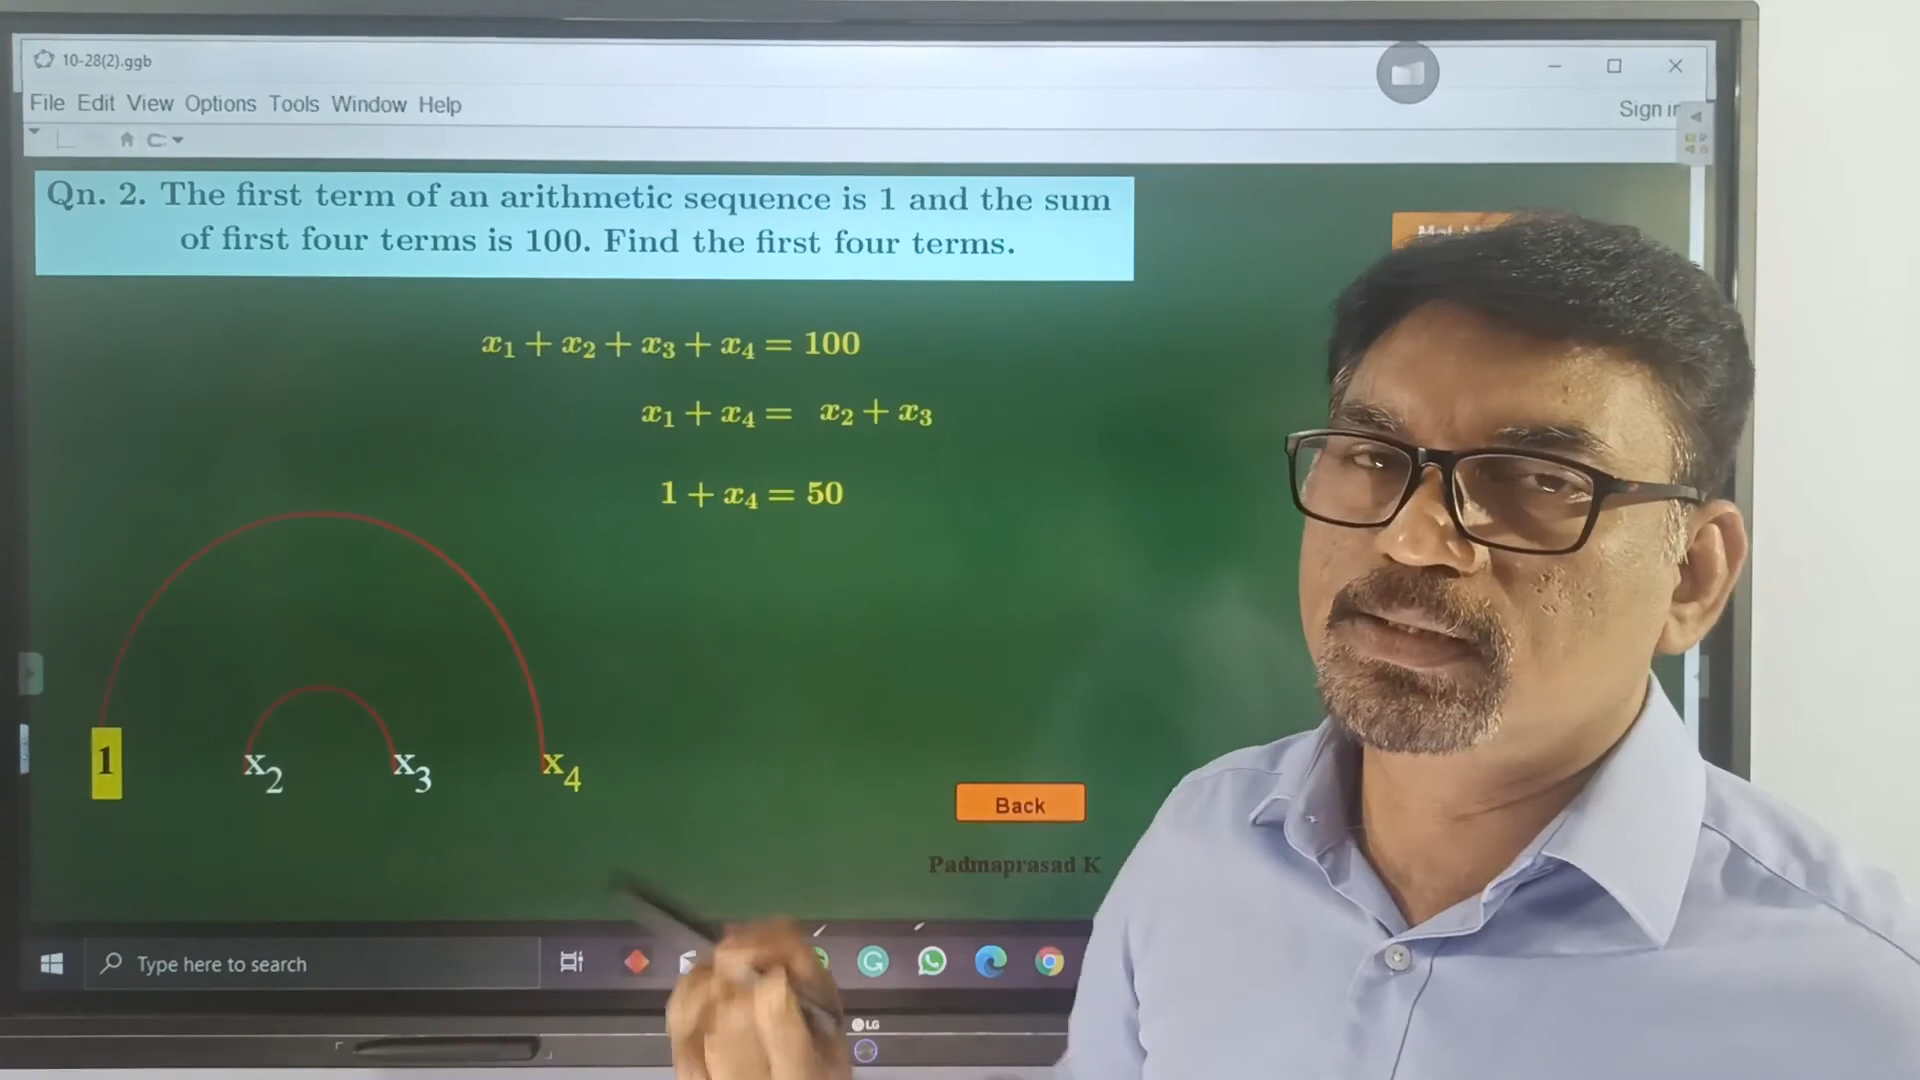 10-28(2).ggb
File Edit View Options Tools Window Help
Sign in
Qn. 2. The first term of an arithmetic sequence is 1 and the sum
of first four terms is 100. Find the first four terms.
x₁ + x₂ + x₃ + x₄ = 100
x₁ + x₄ = x₂ + x₃
1 + x₄ = 50
1 x₂ x₃ x₄
Back
Padmaprasad K
Type here to search
LG